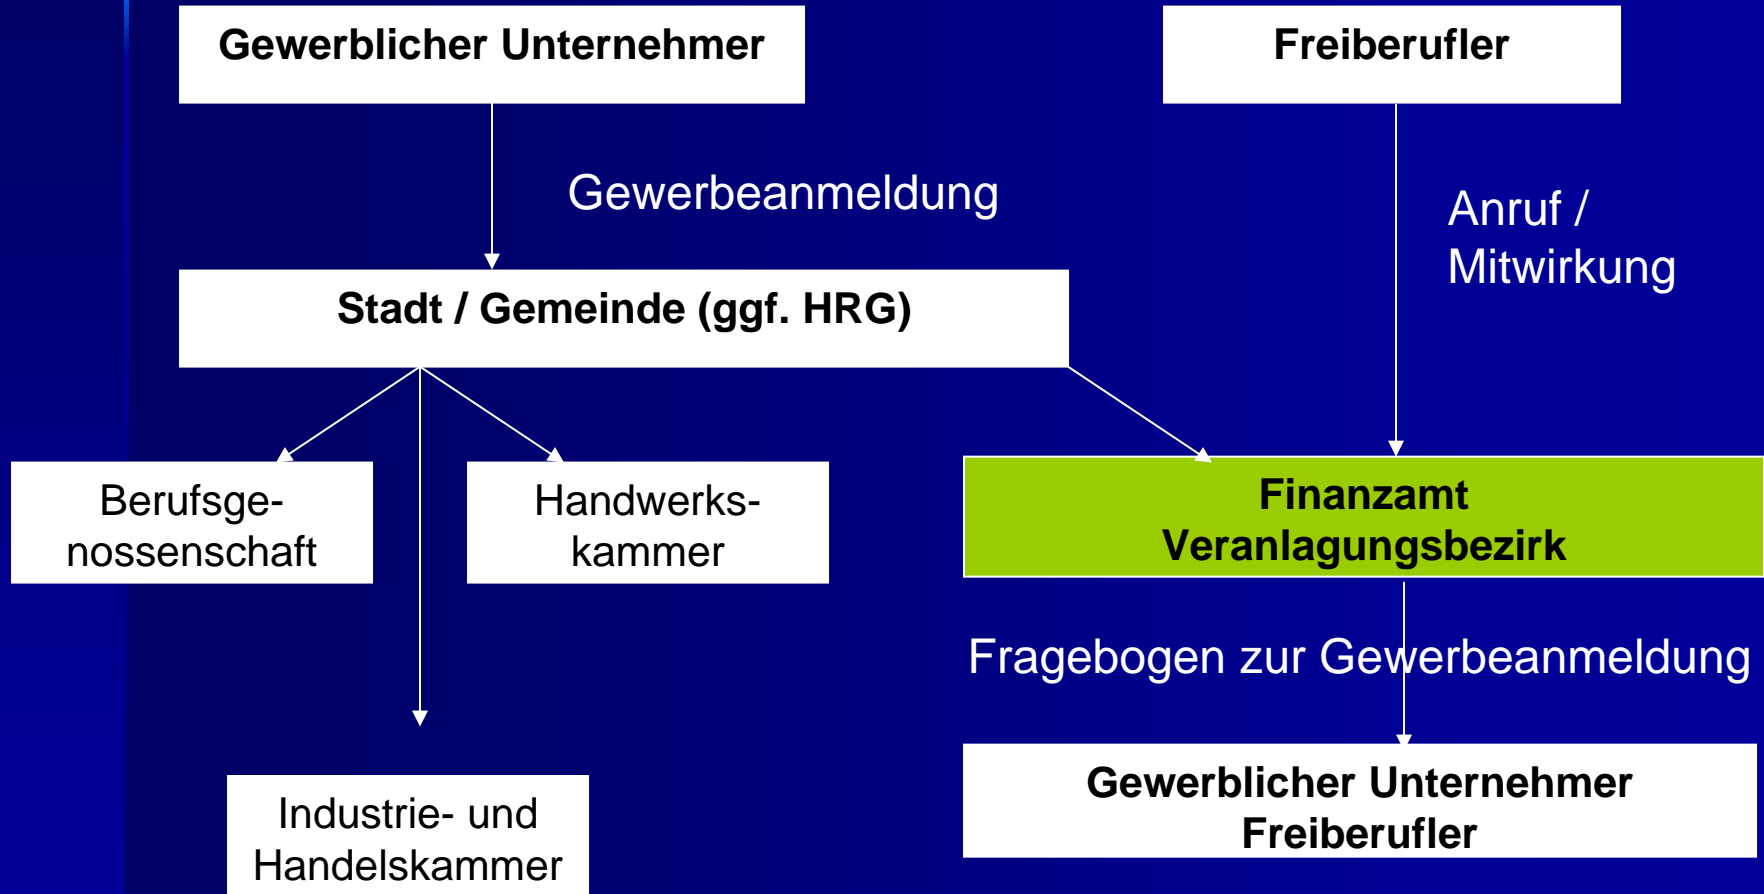 Gewerblicher Unternehmer
Freiberufler
Gewerbeanmeldung
Anruf /
Mitwirkung
Stadt / Gemeinde (ggf. HRG)
Berufsge-
nossenschaft
Handwerks-
kammer
Finanzamt
Veranlagungsbezirk
Fragebogen zur Gewerbeanmeldung
Industrie- und
Handelskammer
Gewerblicher Unternehmer
Freiberufler